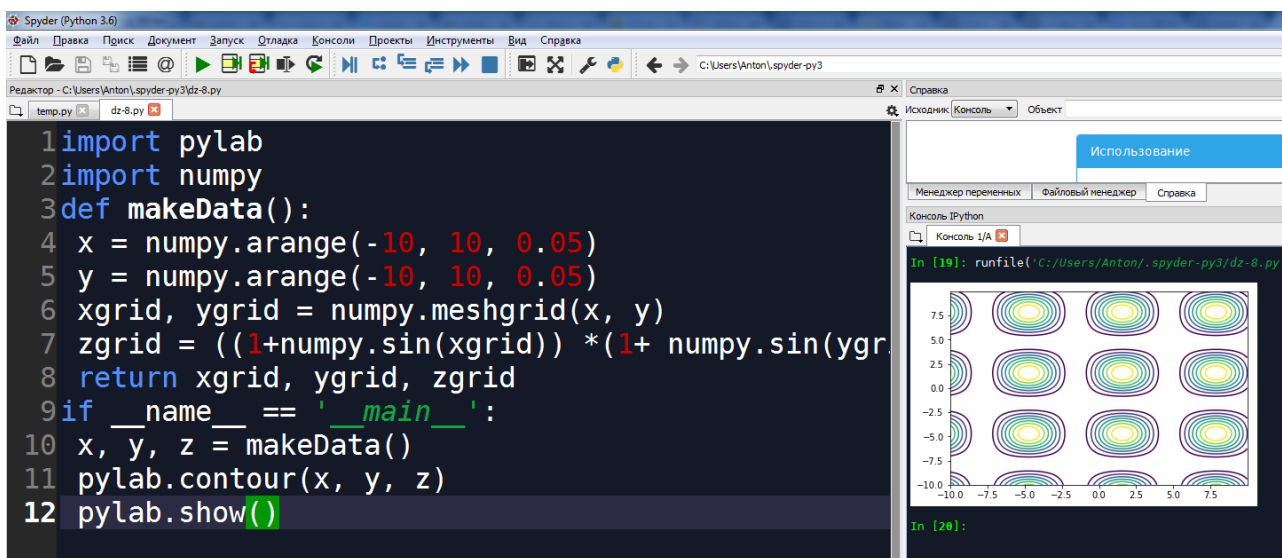 Spyder (Python 3.6)
Файл Правка Поиск Документ Запуск Отладка Консоли Проекты Инструменты Вид Справка
C:\Users\Anton\.spyder-py3
Редактор - C:\Users\Anton\.spyder-py3\dz-8.py
temp.py dz-8.py
1 import pylab
2 import numpy
3 def makeData():
4 x = numpy.arange(-10, 10, 0.05)
5 y = numpy.arange(-10, 10, 0.05)
6 xgrid, ygrid = numpy.meshgrid(x, y)
7 zgrid = ((1+numpy.sin(xgrid)) *(1+ numpy.sin(ygr
8 return xgrid, ygrid, zgrid
9 if __name__ == '__main__':
10 x, y, z = makeData()
11 pylab.contour(x, y, z)
12 pylab.show()
Справка
Исходник Консоль Объект
Использование
Менеджер переменных Файловый менеджер Справка
Консоль IPython
Консоль 1/A
In [19]: runfile('C:/Users/Anton/.spyder-py3/dz-8.py
7.5
5.0
2.5
0.0
−2.5
−5.0
−7.5
−10.0
−10.0 −7.5 −5.0 −2.5 0.0 2.5 5.0 7.5
In [20]: